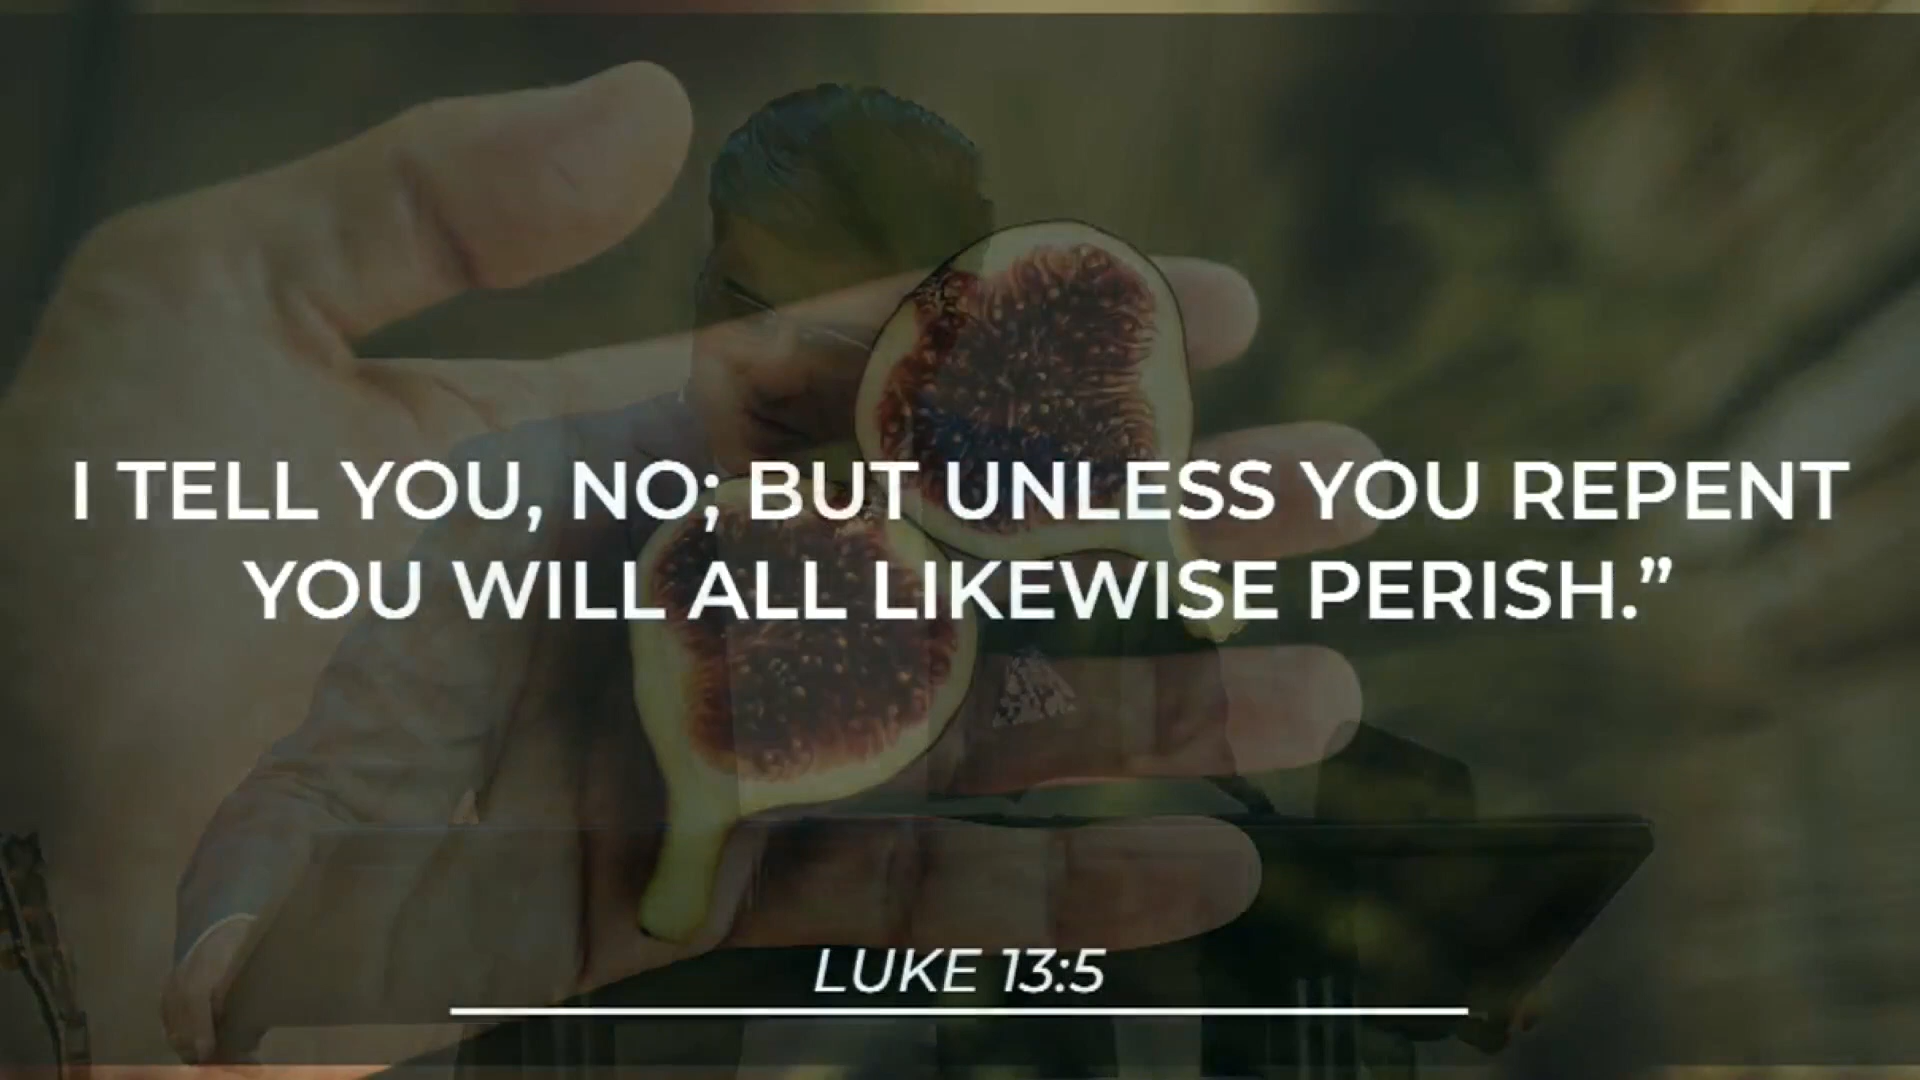 I TELL YOU, NO; BUT UNLESS YOU REPENT
YOU WILL ALL LIKEWISE PERISH.”
LUKE 13:5